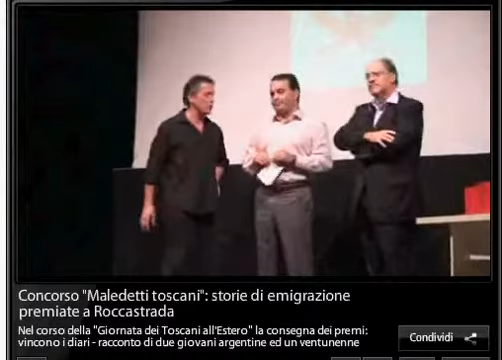 Concorso "Maledetti toscani": storie di emigrazione
premiate a Roccastrada
Nel corso della "Giornata dei Toscani all'Estero" la consegna dei premi:
vincono i diari - racconto di due giovani argentine ed un ventunenne
Condividi